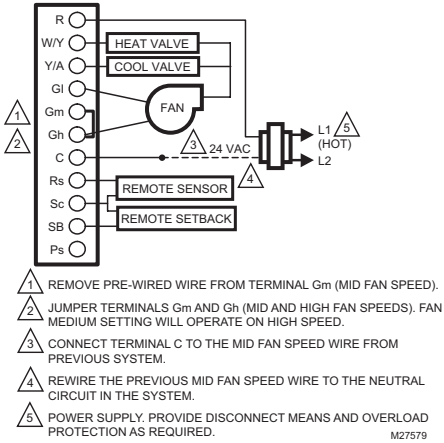 R
W/Y HEAT VALVE
Y/A COOL VALVE
Gl
1 Gm FAN
2 Gh
C 3 24 VAC L1 5
(HOT)
L2
4
Rs REMOTE SENSOR
Sc
SB REMOTE SETBACK
Ps
1 REMOVE PRE-WIRED WIRE FROM TERMINAL Gm (MID FAN SPEED).
2 JUMPER TERMINALS Gm AND Gh (MID AND HIGH FAN SPEEDS). FAN
MEDIUM SETTING WILL OPERATE ON HIGH SPEED.
3 CONNECT TERMINAL C TO THE MID FAN SPEED WIRE FROM
PREVIOUS SYSTEM.
4 REWIRE THE PREVIOUS MID FAN SPEED WIRE TO THE NEUTRAL
CIRCUIT IN THE SYSTEM.
5 POWER SUPPLY. PROVIDE DISCONNECT MEANS AND OVERLOAD
PROTECTION AS REQUIRED.
M27579